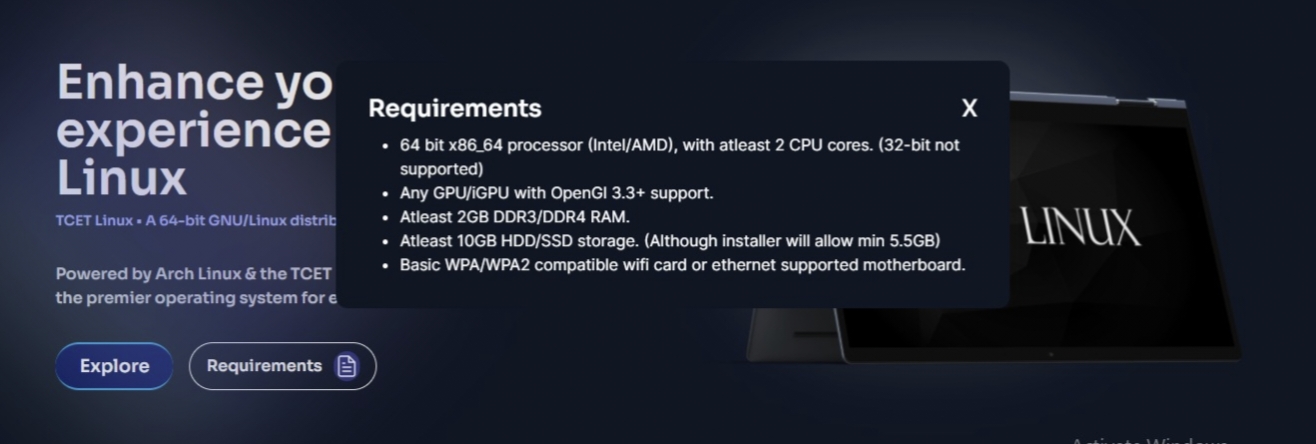 Enhance yo
experience
Linux
TCET Linux • A 64-bit GNU/Linux distrib
Powered by Arch Linux & the TCET
the premier operating system for e
Explore
Requirements
Requirements
X
• 64 bit x86_64 processor (Intel/AMD), with atleast 2 CPU cores. (32-bit not
supported)
• Any GPU/iGPU with OpenGl 3.3+ support.
• Atleast 2GB DDR3/DDR4 RAM.
• Atleast 10GB HDD/SSD storage. (Although installer will allow min 5.5GB)
• Basic WPA/WPA2 compatible wifi card or ethernet supported motherboard.
LINUX
Activate Windows